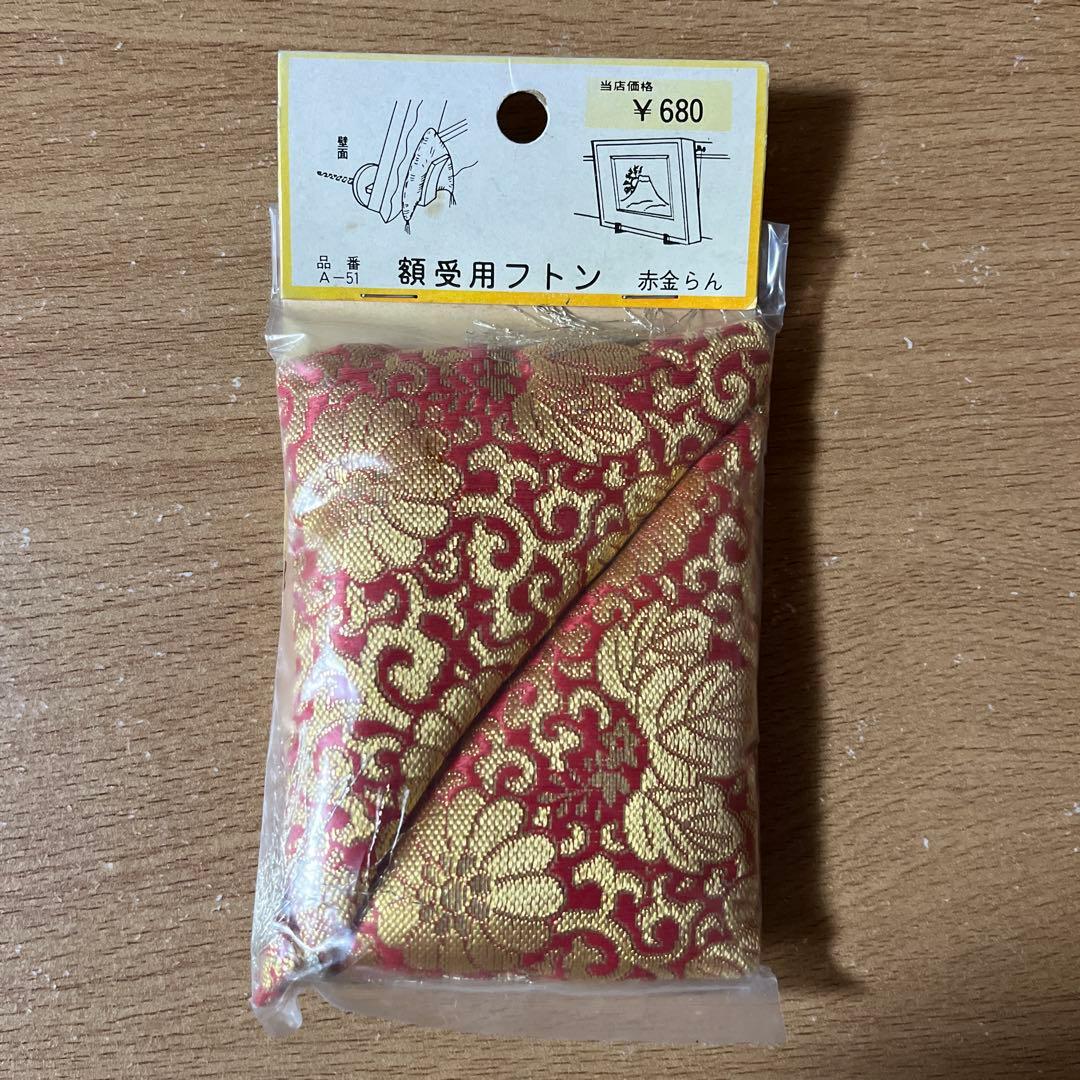 当店価格
¥680
壁面
品番
A-51
額受用フトン
赤金らん